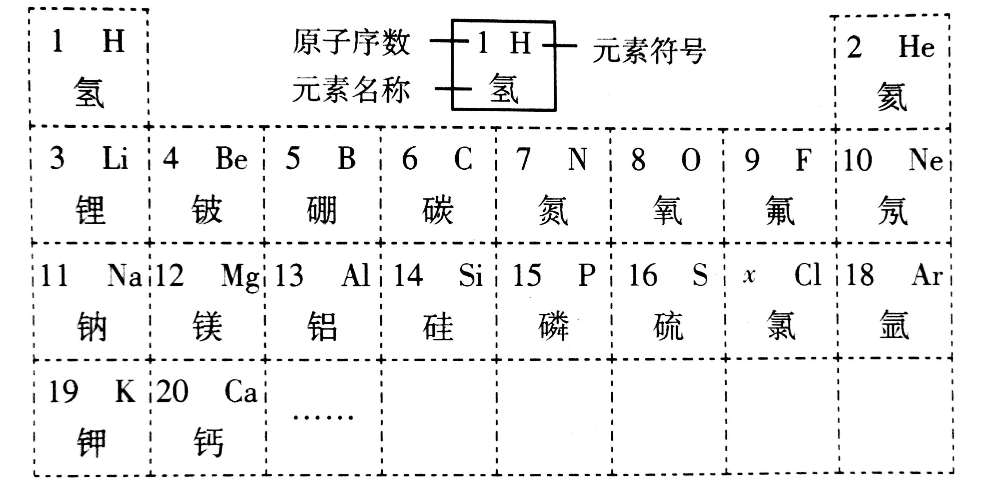 1 H 原子序数 1 H 元素符号 2 He
氢 元素名称 氢 氦
3 Li 4 Be 5 B 6 C 7 N 8 O 9 F 10 Ne
锂 铍 硼 碳 氮 氧 氟 氖
11 Na 12 Mg 13 Al 14 Si 15 P 16 S x Cl 18 Ar
钠 镁 铝 硅 磷 硫 氯 氩
19 K 20 Ca ……
钾 钙